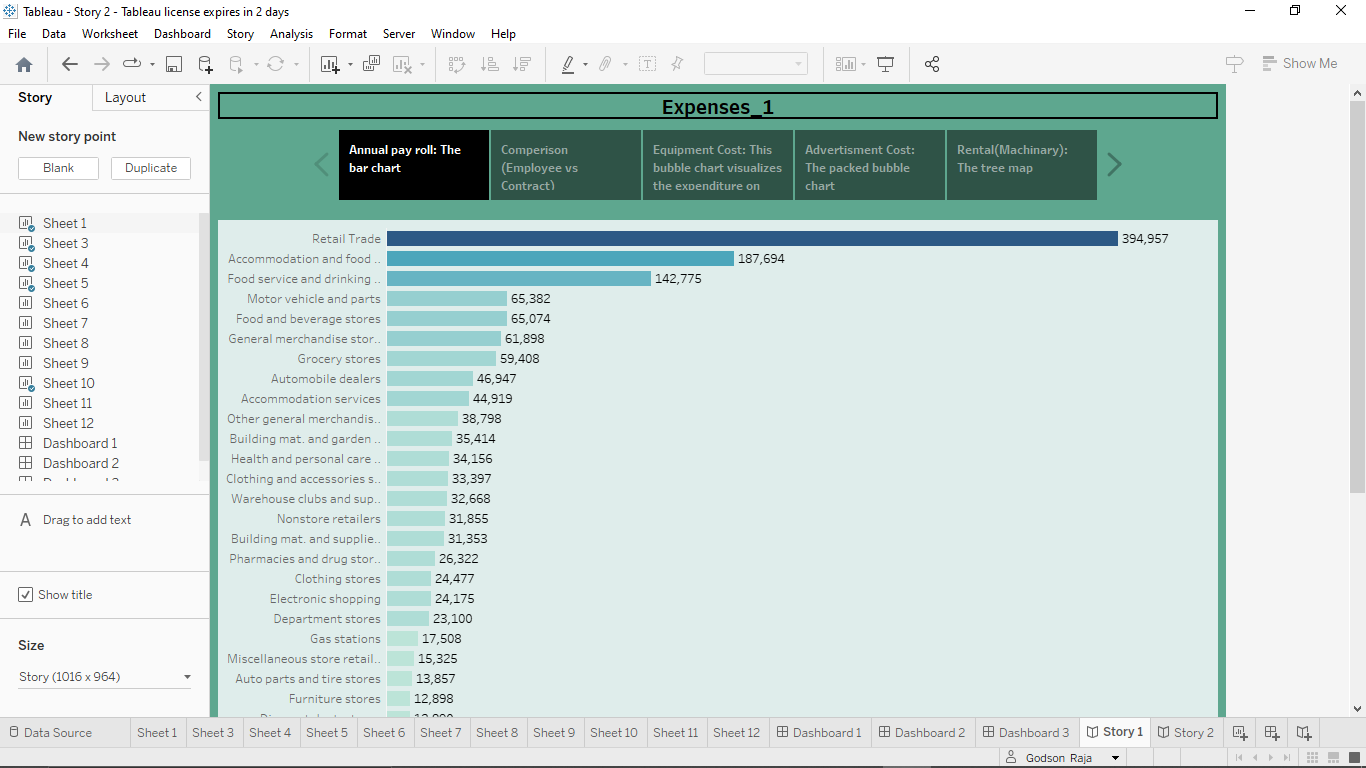 Tableau - Story 2 - Tableau license expires in 2 days
File Data Worksheet Dashboard Story Analysis Format Server Window Help
Show Me
Story Layout
New story point
Blank Duplicate
Sheet 1
Sheet 3
Sheet 4
Sheet 5
Sheet 6
Sheet 7
Sheet 8
Sheet 9
Sheet 10
Sheet 11
Sheet 12
Dashboard 1
Dashboard 2
A Drag to add text
Show title
Size
Story (1016 x 964)
Expenses_1
Annual pay roll: The
bar chart
Comperison
(Employee vs
Contract)
Equipment Cost: This
bubble chart visualizes
the expenditure on
Advertisment Cost:
The packed bubble
chart
Rental(Machinary):
The tree map
Retail Trade 394,957
Accommodation and food .. 187,694
Food service and drinking .. 142,775
Motor vehicle and parts 65,382
Food and beverage stores 65,074
General merchandise stor.. 61,898
Grocery stores 59,408
Automobile dealers 46,947
Accommodation services 44,919
Other general merchandis.. 38,798
Building mat. and garden .. 35,414
Health and personal care .. 34,156
Clothing and accessories s.. 33,397
Warehouse clubs and sup.. 32,668
Nonstore retailers 31,855
Building mat. and supplie.. 31,353
Pharmacies and drug stor.. 26,322
Clothing stores 24,477
Electronic shopping 24,175
Department stores 23,100
Gas stations 17,508
Miscellaneous store retail.. 15,325
Auto parts and tire stores 13,857
Furniture stores 12,898
Data Source Sheet 1 Sheet 3 Sheet 4 Sheet 5 Sheet 6 Sheet 7 Sheet 8 Sheet 9 Sheet 10 Sheet 11 Sheet 12 Dashboard 1 Dashboard 2 Dashboard 3 Story 1 Story 2
Godson Raja